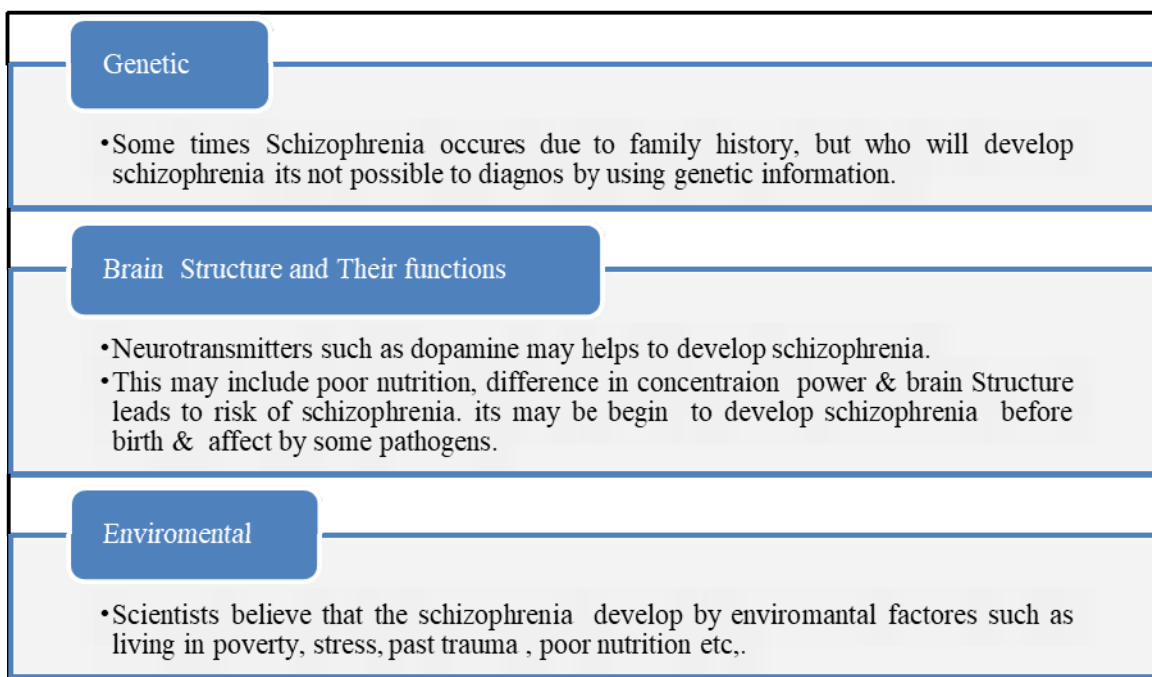 Genetic
•Some times Schizophrenia occures due to family history, but who will develop
schizophrenia its not possible to diagnos by using genetic information.
Brain Structure and Their functions
•Neurotransmitters such as dopamine may helps to develop schizophrenia.
•This may include poor nutrition, difference in concentraion power & brain Structure
leads to risk of schizophrenia. its may be begin to develop schizophrenia before
birth & affect by some pathogens.
Enviromental
•Scientists believe that the schizophrenia develop by enviromantal factores such as
living in poverty, stress, past trauma , poor nutrition etc,.